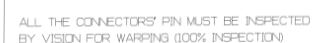 ALL THE CONNECTORS' PIN MUST BE INSPECTED
BY VISION FOR WARPING (100% INSPECTION)